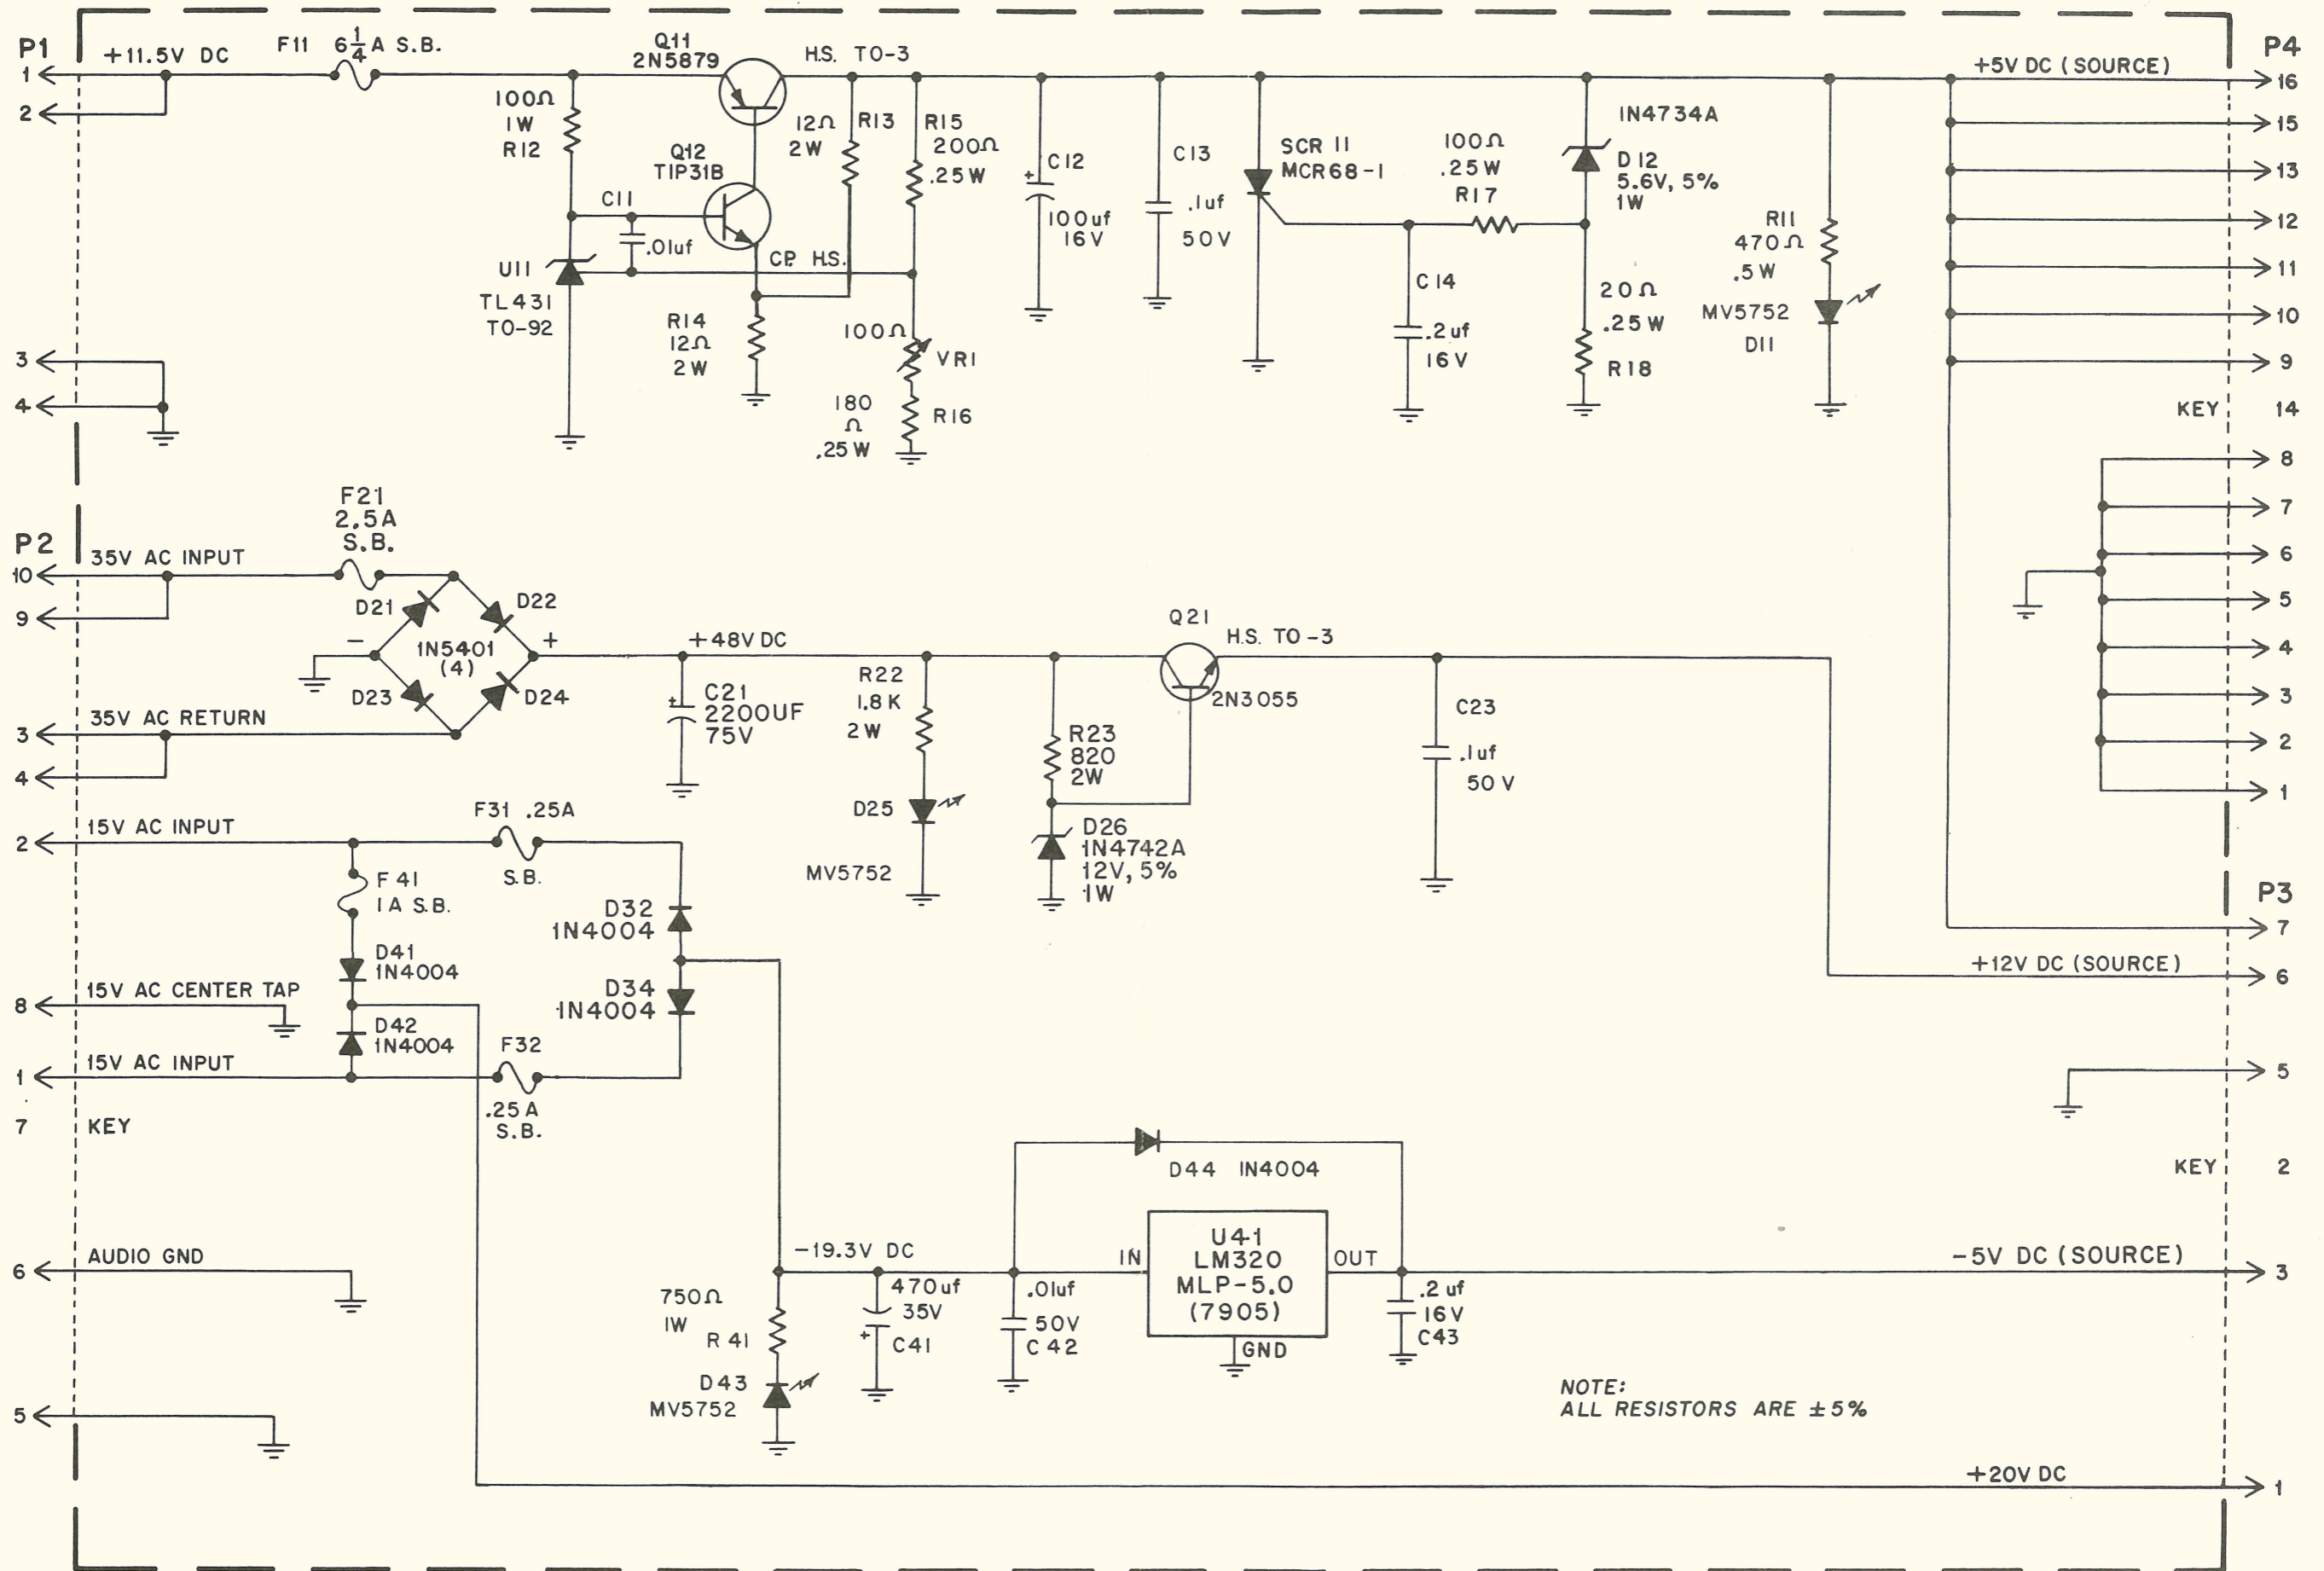 P1
1
+11.5V DC
F11 6 1/4 A S.B.
2
3
4
100Ω
1W
R12
Q11
2N5879
H.S. TO-3
Q12
TIP31B
C11
.01uf
U11
TL431
TO-92
CP. H.S.
R14
12Ω
2W
12Ω
2W
R13
R15
200Ω
.25W
100Ω
VR1
180
Ω
.25W
R16
+
C12
100uf
16V
C13
.1uf
50V
SCR 11
MCR68-1
100Ω
.25W
R17
C14
.2uf
16V
1N4734A
D12
5.6V, 5%
1W
20Ω
.25W
R18
R11
470Ω
.5W
MV5752
D11
P4
+5V DC (SOURCE)
16
15
13
12
11
10
9
KEY 14
8
7
6
5
4
3
2
1
P2
10
35V AC INPUT
F21
2.5A
S.B.
9
D21
D22
1N5401
(4)
-
+
D23
D24
3
35V AC RETURN
4
+48V DC
+
C21
2200UF
75V
R22
1.8K
2W
D25
MV5752
R23
820
2W
D26
1N4742A
12V, 5%
1W
Q21
H.S. TO-3
2N3055
C23
.1uf
50V
2
15V AC INPUT
F31 .25A
S.B.
F41
1A S.B.
D41
1N4004
D32
1N4004
8
15V AC CENTER TAP
D42
1N4004
D34
1N4004
1
15V AC INPUT
F32
.25A
S.B.
7 KEY
6
AUDIO GND
5
P3
7
+12V DC (SOURCE)
6
5
KEY 2
D44 1N4004
-19.3V DC
750Ω
1W
R41
D43
MV5752
470uf
35V
+
C41
.01uf
50V
C42
IN
U41
LM320
MLP-5.0
(7905)
OUT
GND
.2uf
16V
C43
-5V DC (SOURCE)
3
NOTE:
ALL RESISTORS ARE ±5%
+20V DC
1